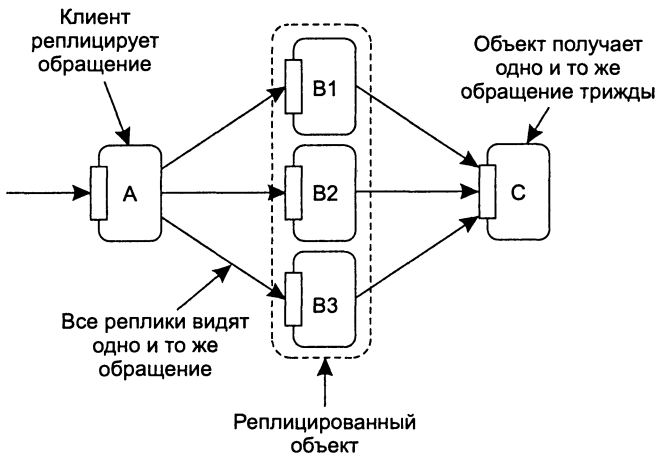 Клиент
реплицирует
обращение
Объект получает
одно и то же
обращение трижды
B1
A
B2
C
B3
Все реплики видят
одно и то же
обращение
Реплицированный
объект